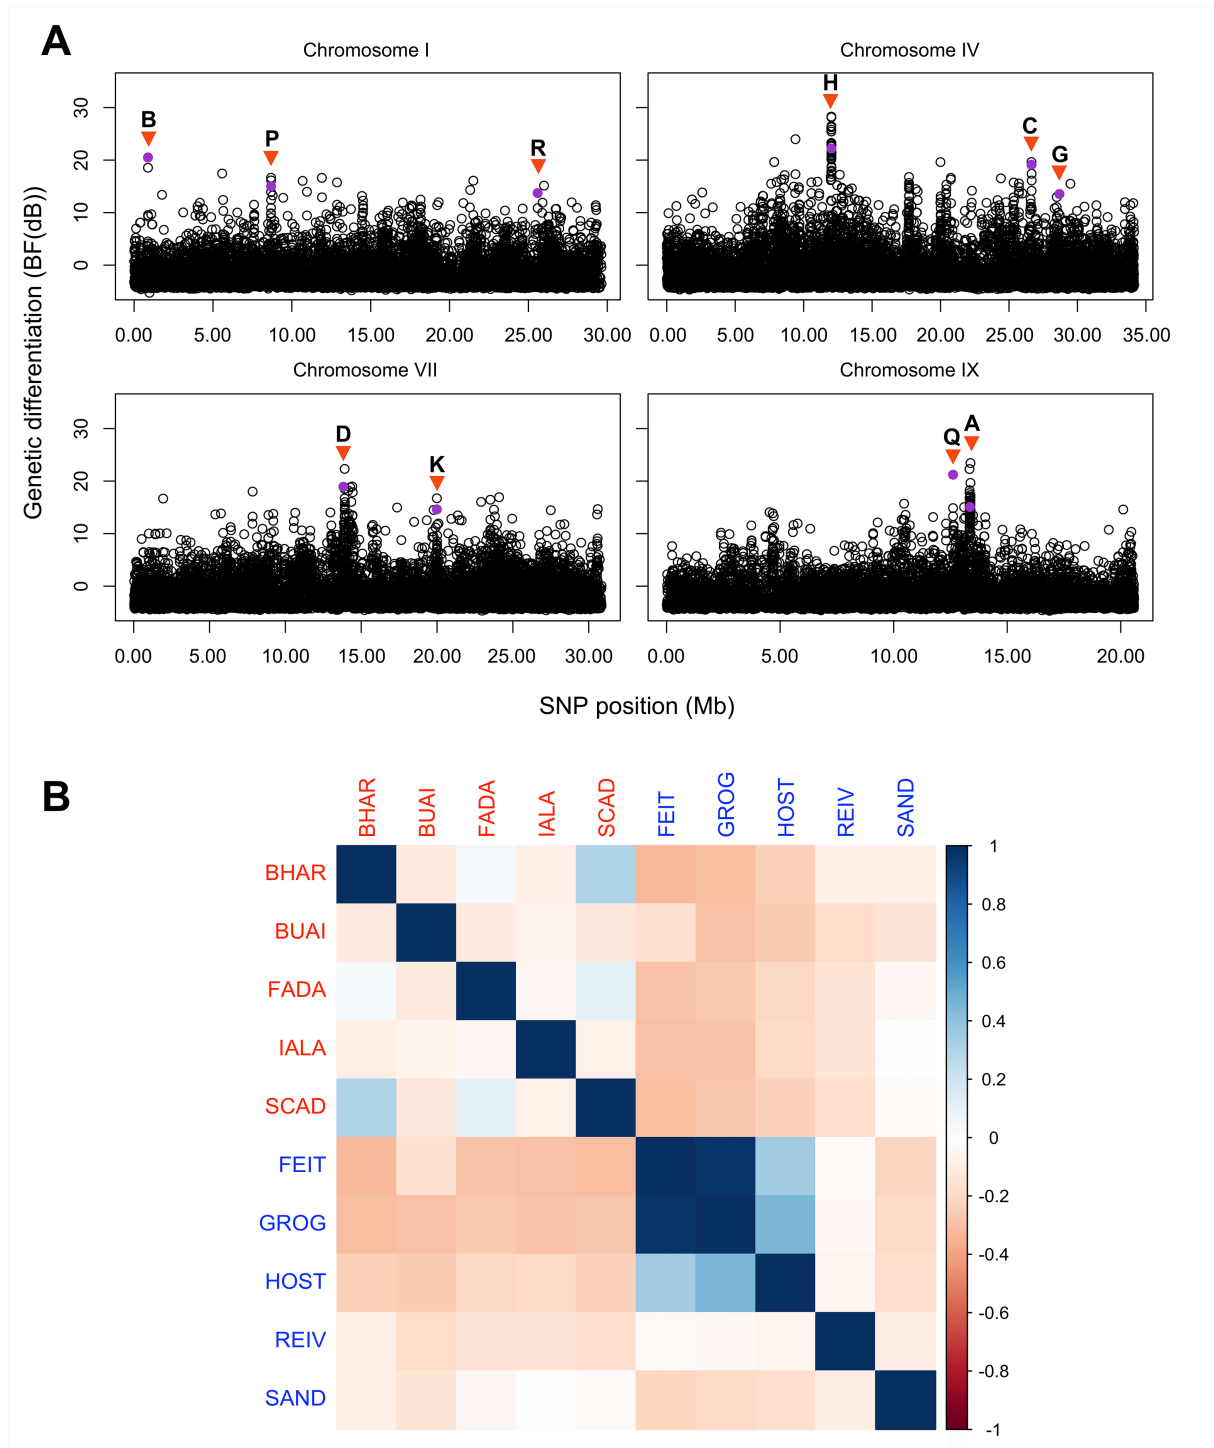 A
Chromosome I
Chromosome IV
Genetic differentiation (BF(dB))
30
20
10
0
B
P
R
H
C
G
0.00 5.00 10.00 15.00 20.00 25.00 30.00
0.00 5.00 10.00 15.00 20.00 25.00 30.00 35.00
Chromosome VII
Chromosome IX
30
20
10
0
D
K
Q
A
0.00 5.00 10.00 15.00 20.00 25.00 30.00
0.00 5.00 10.00 15.00 20.00
SNP position (Mb)
B
BHAR BUAI FADA IALA SCAD FEIT GROG HOST REIV SAND
BHAR
BUAI
FADA
IALA
SCAD
FEIT
GROG
HOST
REIV
SAND
1
0.8
0.6
0.4
0.2
0
-0.2
-0.4
-0.6
-0.8
-1